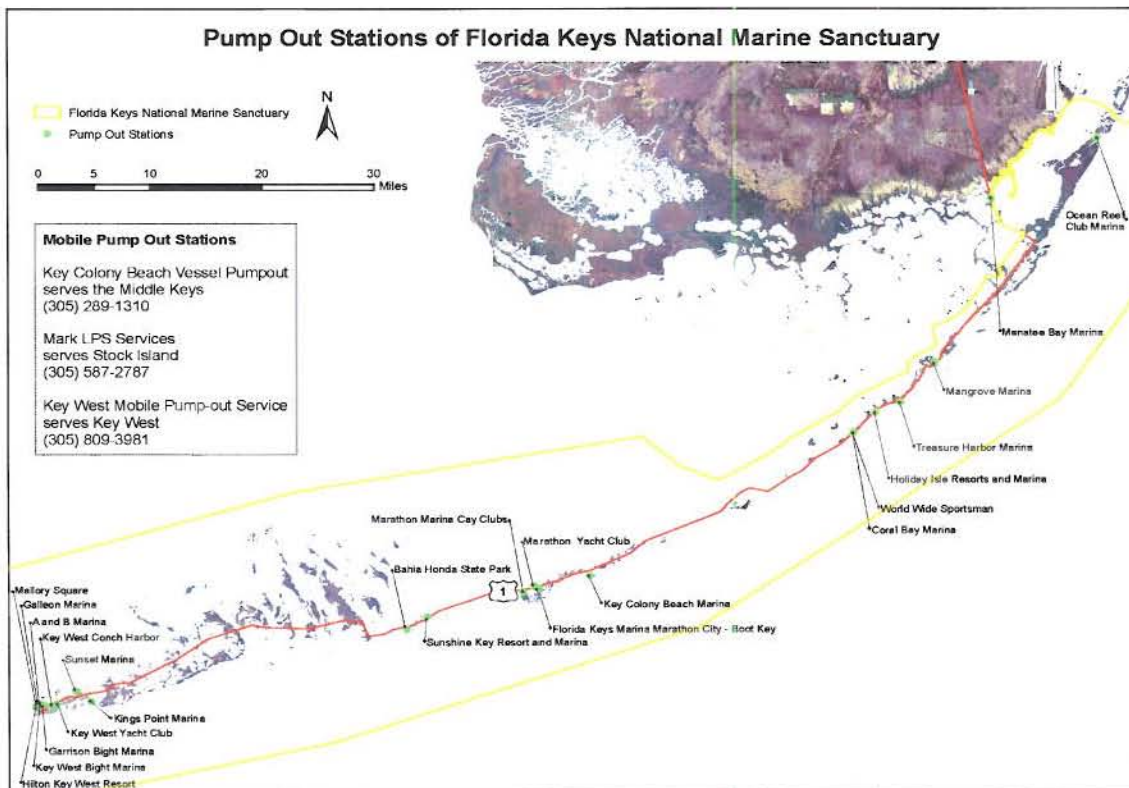 Pump Out Stations of Florida Keys National Marine Sanctuary
Florida Keys National Marine Sanctuary
Pump Out Stations
N
0 5 10 20 30
Miles
Mobile Pump Out Stations
Key Colony Beach Vessel Pumpout
serves the Middle Keys
(305) 289-1310
Mark LPS Services
serves Stock Island
(305) 587-2787
Key West Mobile Pump-out Service
serves Key West
(305) 809-3981
Ocean Reef
Club Marina
Manatee Bay Marina
Mangrove Marina
Treasure Harbor Marina
Holiday Isle Resorts and Marina
World Wide Sportsman
Coral Bay Marina
Marathon Marina Cay Clubs
Marathon Yacht Club
Bahia Honda State Park
1
Key Colony Beach Marina
Florida Keys Marina Marathon City - Boot Key
Sunshine Key Resort and Marina
Mallory Square
Galleon Marina
A and B Marina
Key West Conch Harbor
Sunset Marina
Kings Point Marina
Key West Yacht Club
Garrison Bight Marina
Key West Bight Marina
Hilton Key West Resort